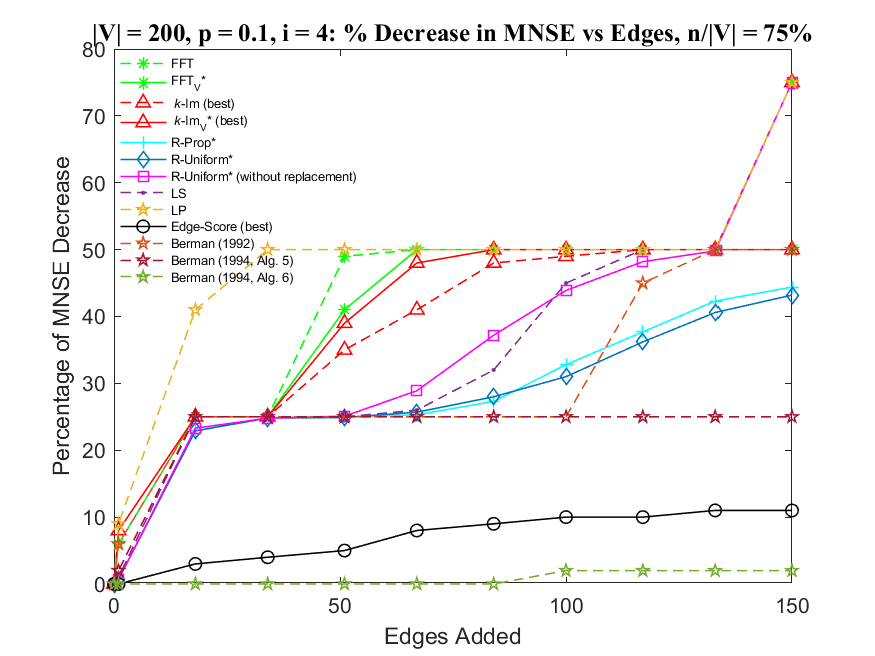 |V| = 200, p = 0.1, i = 4: % Decrease in MNSE vs Edges, n/|V| = 75%
80
70
60
50
40
30
20
10
0
Percentage of MNSE Decrease
FFT
FFT_V*
k-Im (best)
k-Im_V* (best)
R-Prop*
R-Uniform*
R-Uniform* (without replacement)
LS
LP
Edge-Score (best)
Berman (1992)
Berman (1994, Alg. 5)
Berman (1994, Alg. 6)
0 50 100 150
Edges Added